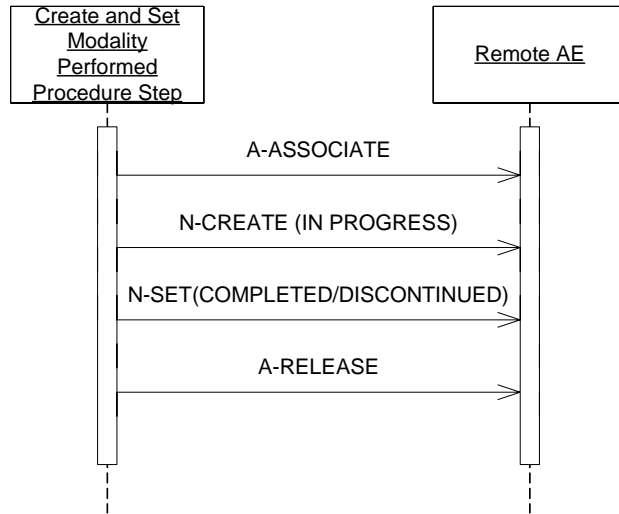 Create and Set
Modality
Performed
Procedure Step
Remote AE
A-ASSOCIATE
N-CREATE (IN PROGRESS)
N-SET(COMPLETED/DISCONTINUED)
A-RELEASE